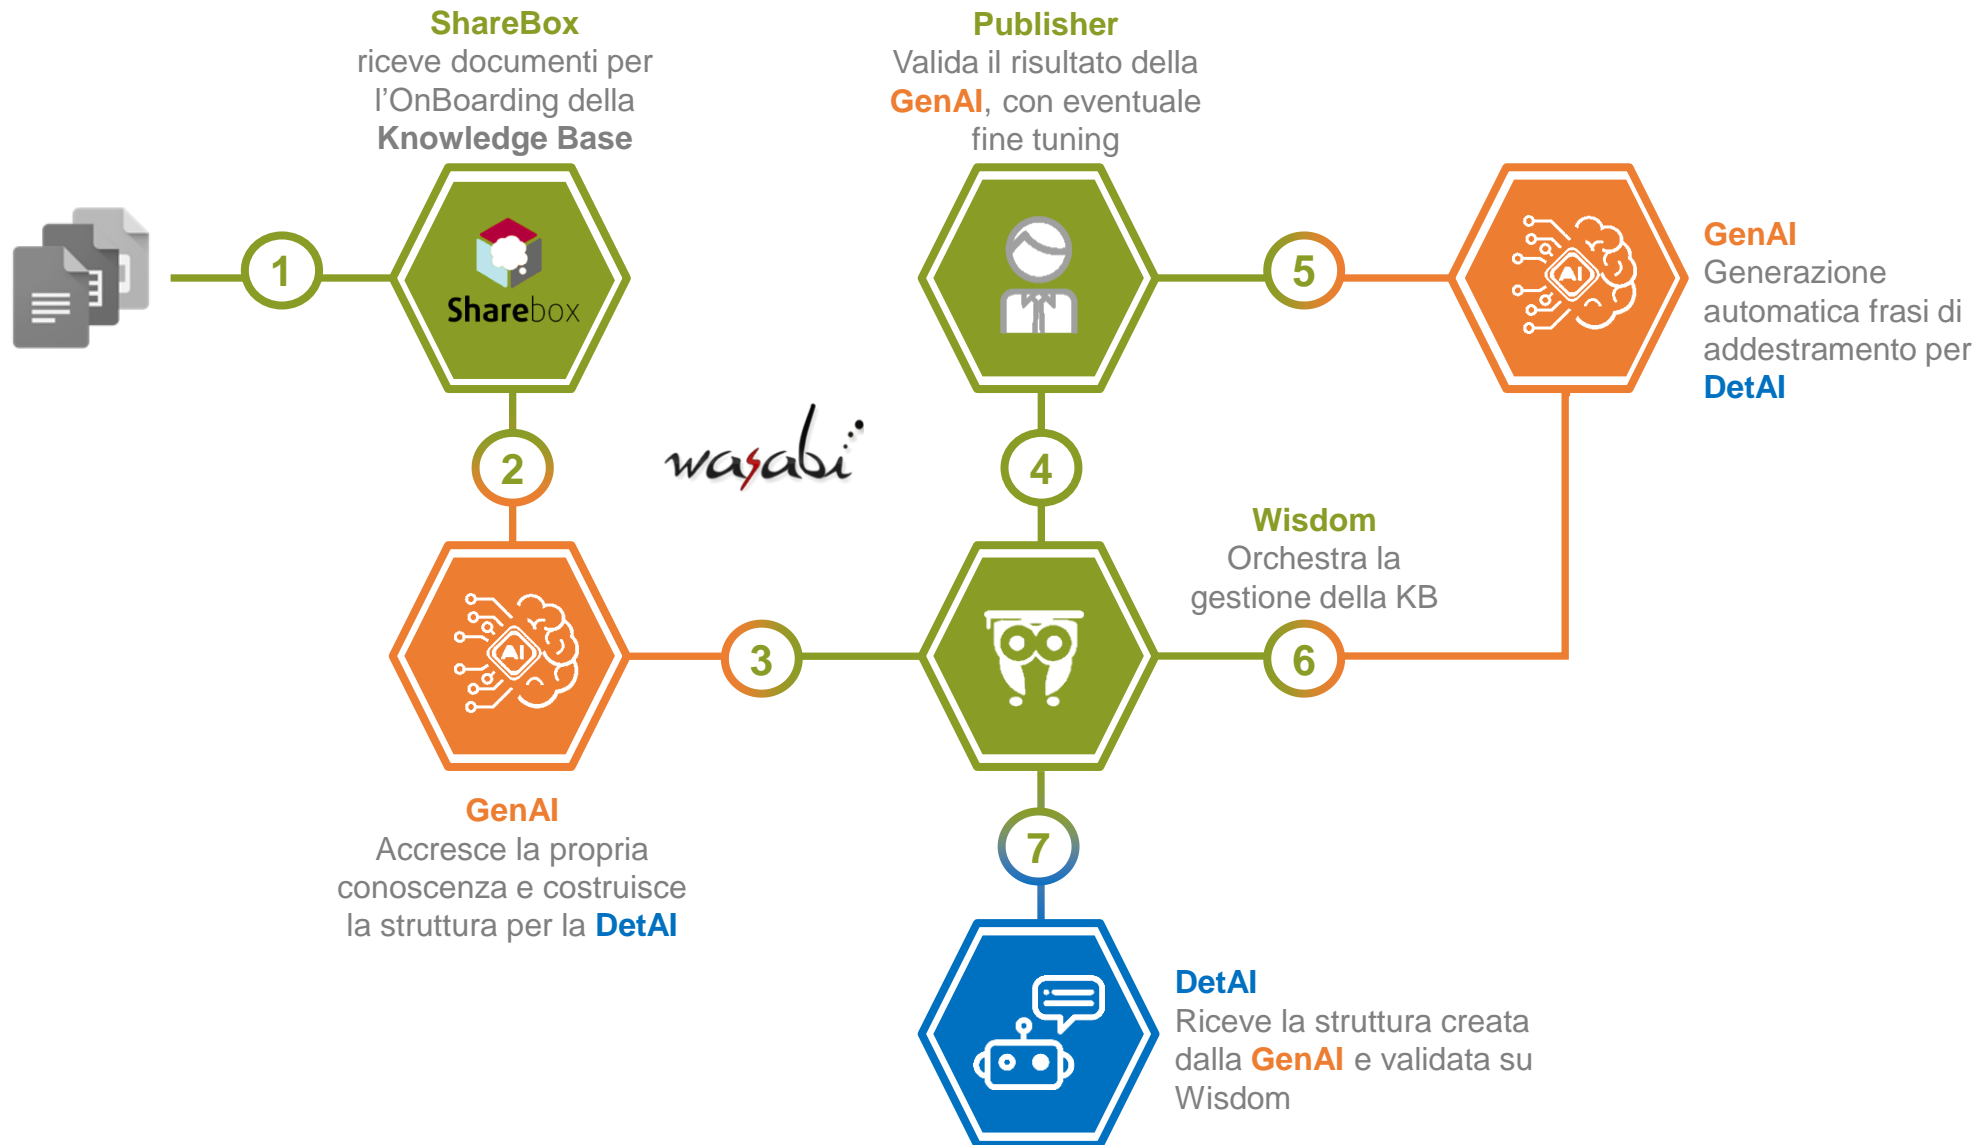 ShareBox
riceve documenti per
l’OnBoarding della
Knowledge Base
Publisher
Valida il risultato della
GenAI, con eventuale
fine tuning
1
Sharebox
5
AI
GenAI
Generazione
automatica frasi di
addestramento per
DetAI
2
wasabi
4
Wisdom
Orchestra la
gestione della KB
AI
3
6
GenAI
Accresce la propria
conoscenza e costruisce
la struttura per la DetAI
7
DetAI
Riceve la struttura creata
dalla GenAI e validata su
Wisdom